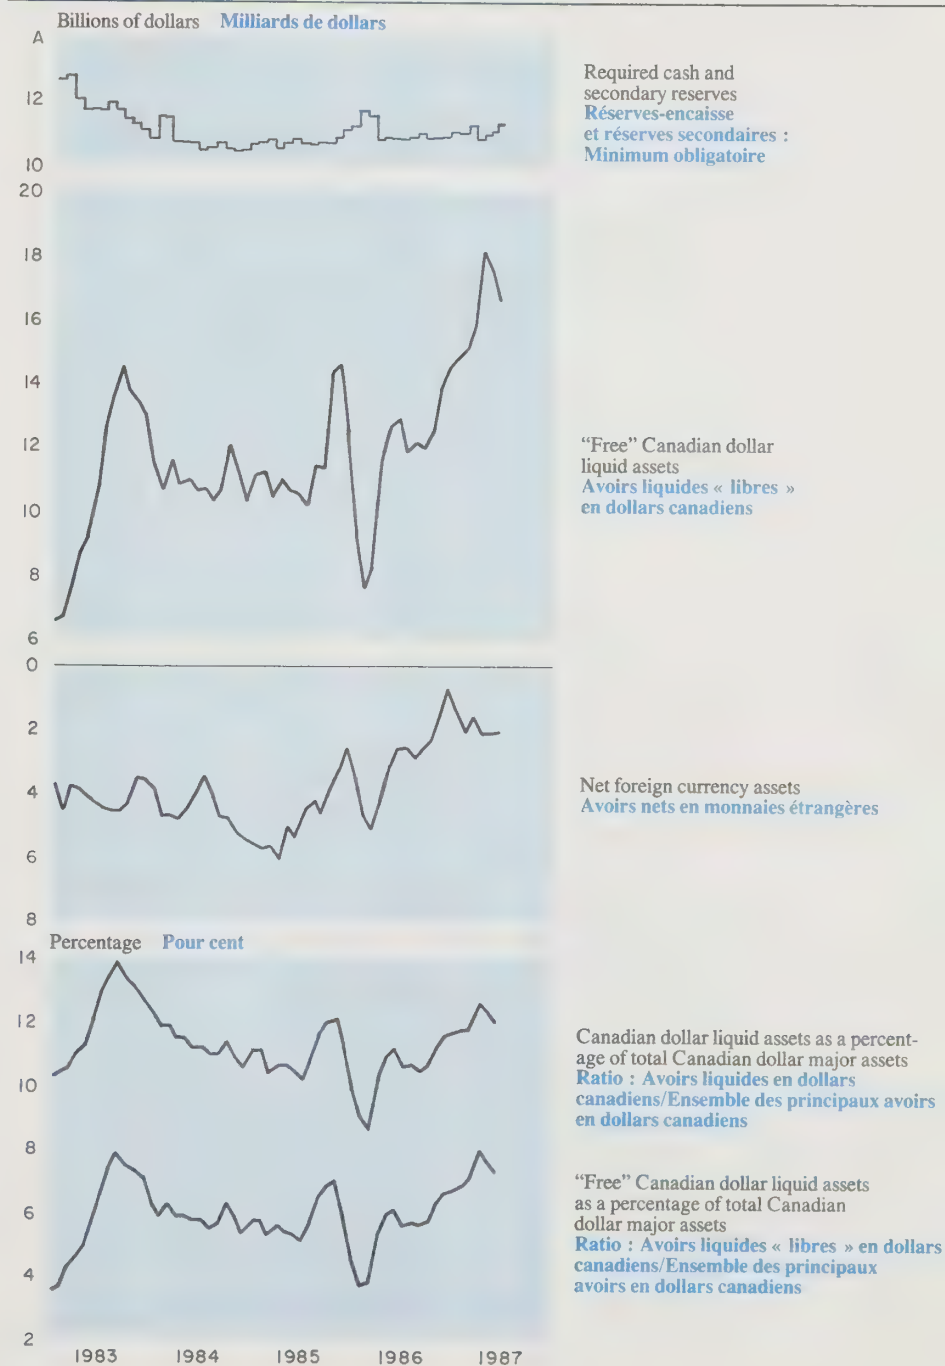 Billions of dollars Milliards de dollars
A
12
10
Required cash and
secondary reserves
Réserves-encaisse
et réserves secondaires :
Minimum obligatoire
20
18
16
14
12
10
8
6
"Free" Canadian dollar
liquid assets
Avoirs liquides « libres »
en dollars canadiens
0
2
4
6
8
Net foreign currency assets
Avoirs nets en monnaies étrangères
Percentage Pour cent
14
12
10
8
6
4
2
Canadian dollar liquid assets as a percent-
age of total Canadian dollar major assets
Ratio : Avoirs liquides en dollars
canadiens/Ensemble des principaux avoirs
en dollars canadiens
"Free" Canadian dollar liquid assets
as a percentage of total Canadian
dollar major assets
Ratio : Avoirs liquides « libres » en dollars
canadiens/Ensemble des principaux
avoirs en dollars canadiens
1983 1984 1985 1986 1987